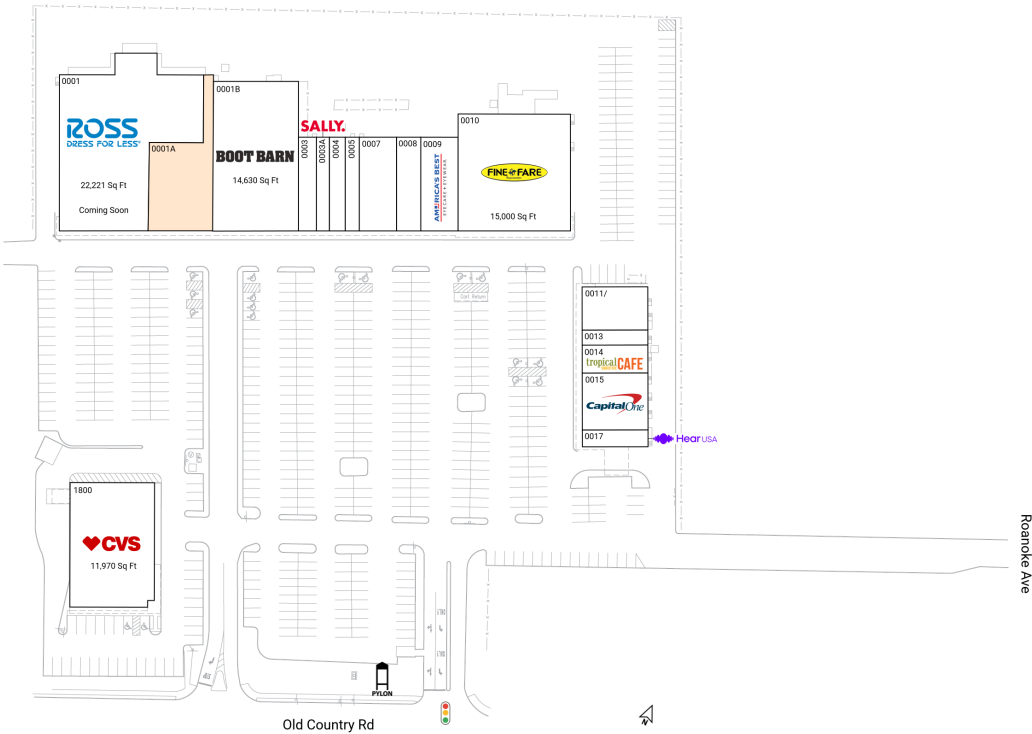 0001
ROSS
DRESS FOR LESS®
22,221 Sq Ft
Coming Soon
0001A
0001B
BOOT BARN
14,630 Sq Ft
SALLY.
0003
0003A
0004
0005
0007
0008
0009
AMERICA'S BEST
EYECARE + EYEWEAR
0010
FINE FARE
15,000 Sq Ft
Cart Return
0011/
0013
0014
tropical
CAFE
0015
Capital One
0017
Hear USA
1800
CVS
11,970 Sq Ft
PYLON
Old Country Rd
Roanoke Ave
N